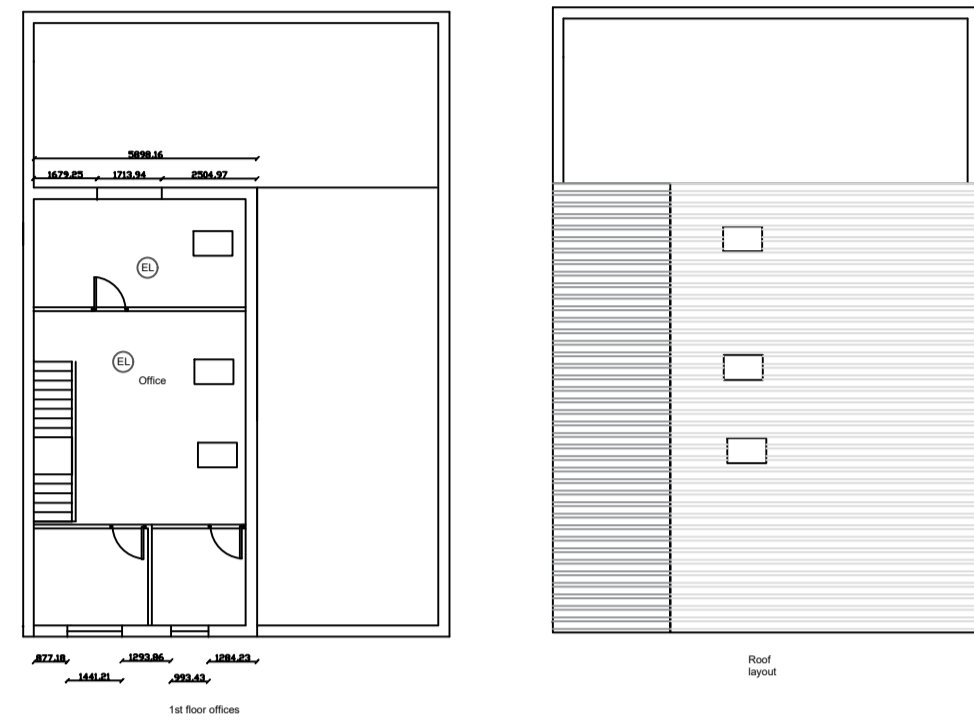 5898.16
1679.25 1713.94 2504.97
EL
EL
Office
877.18 1293.86 1284.23
1441.21 993.43
1st floor offices
Roof
layout